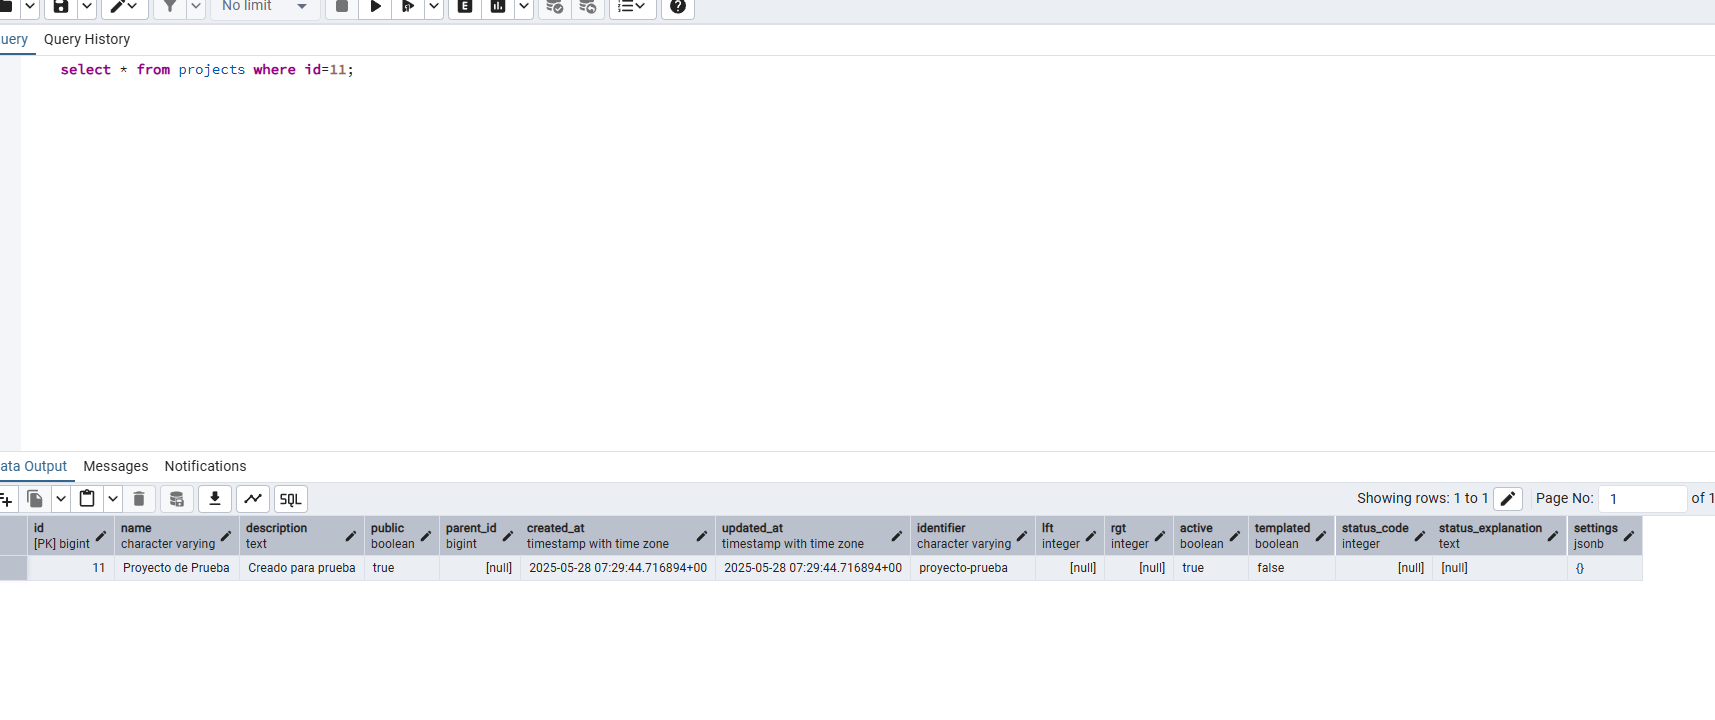 No limit
E
uery Query History
select * from projects where id=11;
ata Output Messages Notifications
SQL Showing rows: 1 to 1 Page No: 1 of 1
id name description public parent_id created_at updated_at identifier lft rgt active templated status_code status_explanation settings
[PK] bigint character varying text boolean bigint timestamp with time zone timestamp with time zone character varying integer integer boolean boolean integer text jsonb
11 Proyecto de Prueba Creado para prueba true [null] 2025-05-28 07:29:44.716894+00 2025-05-28 07:29:44.716894+00 proyecto-prueba [null] [null] true false [null] [null] {}